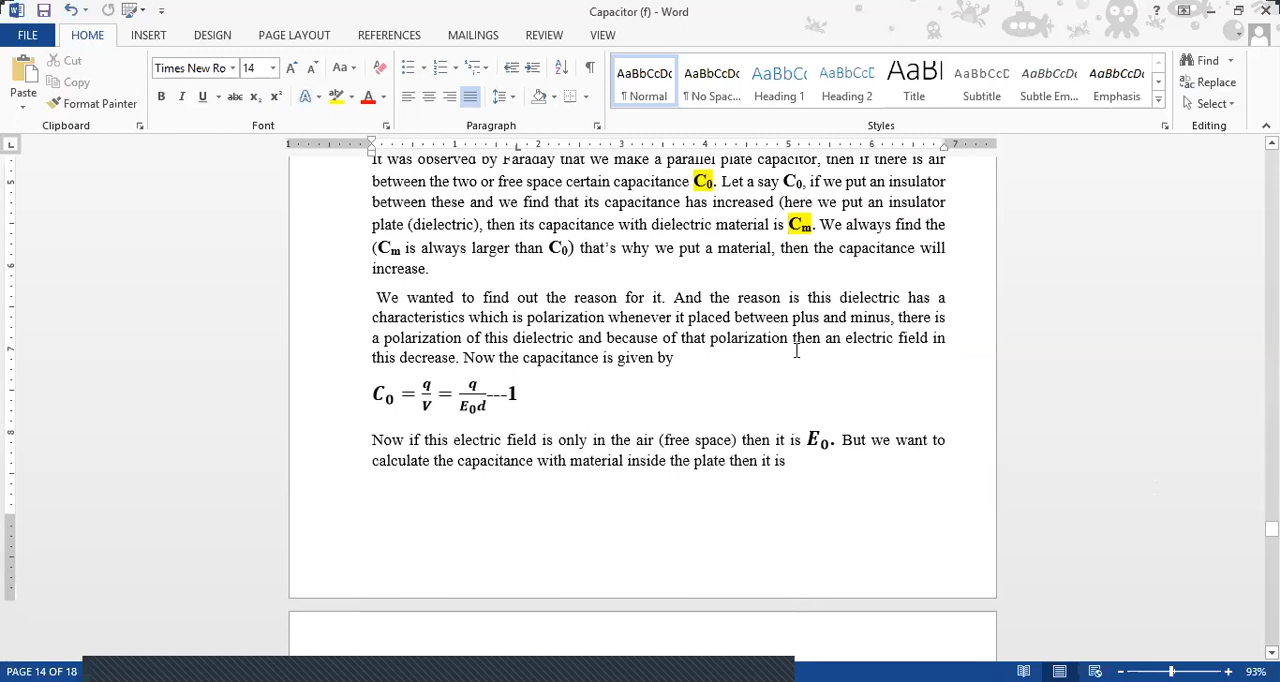 Capacitor (f) - Word
FILE HOME INSERT DESIGN PAGE LAYOUT REFERENCES MAILINGS REVIEW VIEW
Cut
Copy
Paste
Format Painter
Clipboard
Times New Ro 14
Font
Paragraph
AaBbCcDc AaBbCcDc AaBbCc AaBbCcDc AaBl AaBbCcDc AaBbCcDc AaBbCcDc
¶ Normal ¶ No Spac... Heading 1 Heading 2 Title Subtitle Subtle Em... Emphasis
Styles
Find
Replace
Select
Editing
It was observed by Faraday that we make a parallel plate capacitor, then if there is air
between the two or free space certain capacitance C₀. Let a say C₀, if we put an insulator
between these and we find that its capacitance has increased (here we put an insulator
plate (dielectric), then its capacitance with dielectric material is Cₘ. We always find the
(Cₘ is always larger than C₀) that’s why we put a material, then the capacitance will
increase.
We wanted to find out the reason for it. And the reason is this dielectric has a
characteristics which is polarization whenever it placed between plus and minus, there is
a polarization of this dielectric and because of that polarization then an electric field in
this decrease. Now the capacitance is given by
C₀ = q/V = q/E₀d---1
Now if this electric field is only in the air (free space) then it is E₀. But we want to
calculate the capacitance with material inside the plate then it is
PAGE 14 OF 18
93%